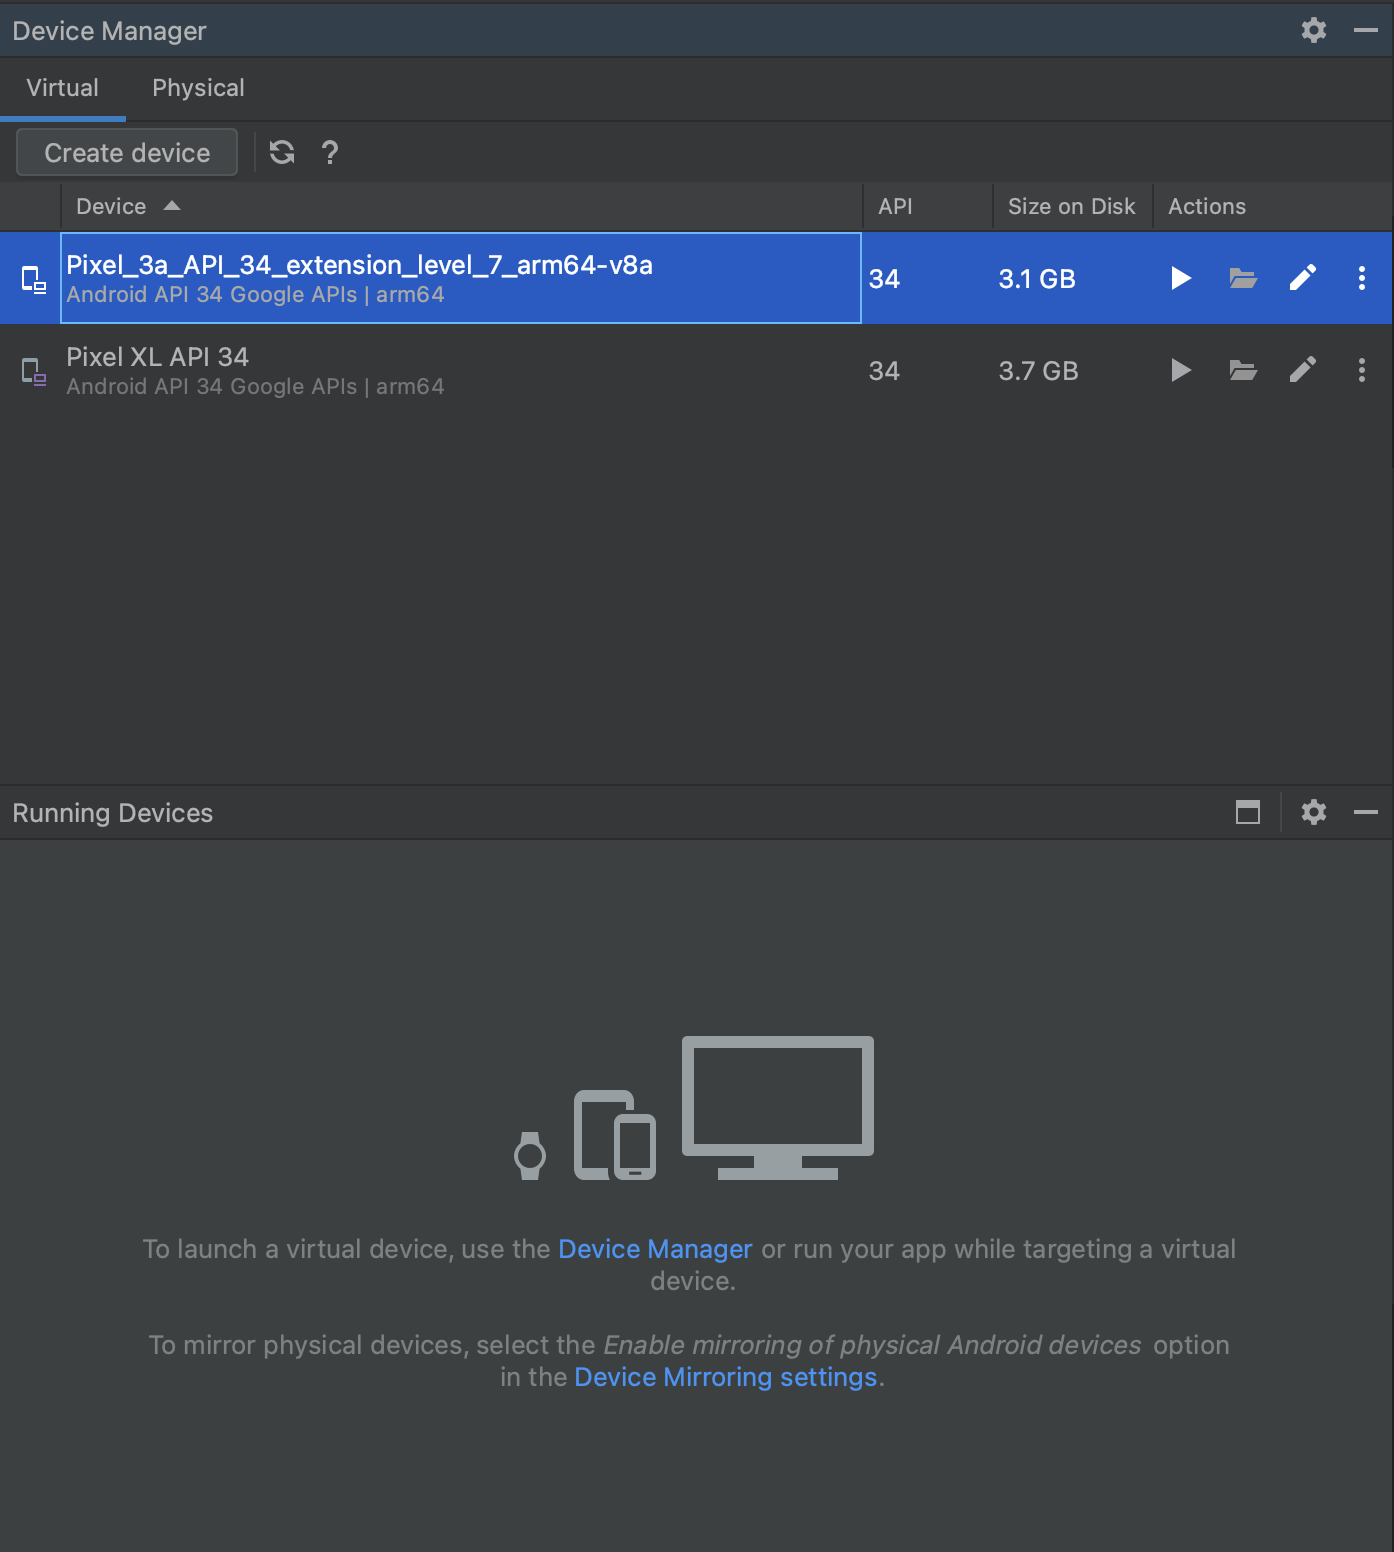 Device Manager
Virtual
Physical
Create device
?
Device
API
Size on Disk
Actions
Pixel_3a_API_34_extension_level_7_arm64-v8a
Android API 34 Google APIs | arm64
34
3.1 GB
Pixel XL API 34
Android API 34 Google APIs | arm64
34
3.7 GB
Running Devices
To launch a virtual device, use the Device Manager or run your app while targeting a virtual
device.
To mirror physical devices, select the Enable mirroring of physical Android devices option
in the Device Mirroring settings.